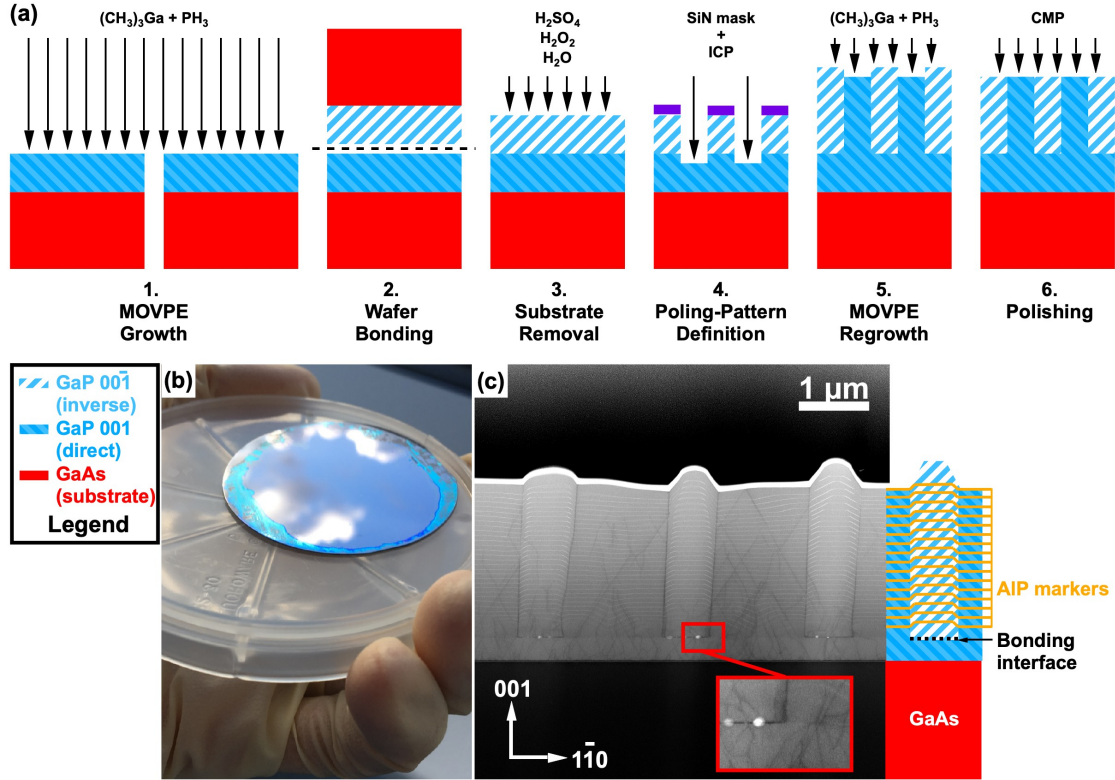 (a)
(CH₃)₃Ga + PH₃
H₂SO₄
H₂O₂
H₂O
SiN mask
+
ICP
(CH₃)₃Ga + PH₃
CMP
1.
MOVPE
Growth
2.
Wafer
Bonding
3.
Substrate
Removal
4.
Poling-Pattern
Definition
5.
MOVPE
Regrowth
6.
Polishing
GaP 001̄
(inverse)
GaP 001
(direct)
GaAs
(substrate)
Legend
(b)
(c)
1 μm
AlP markers
Bonding
interface
GaAs
001
11̄0